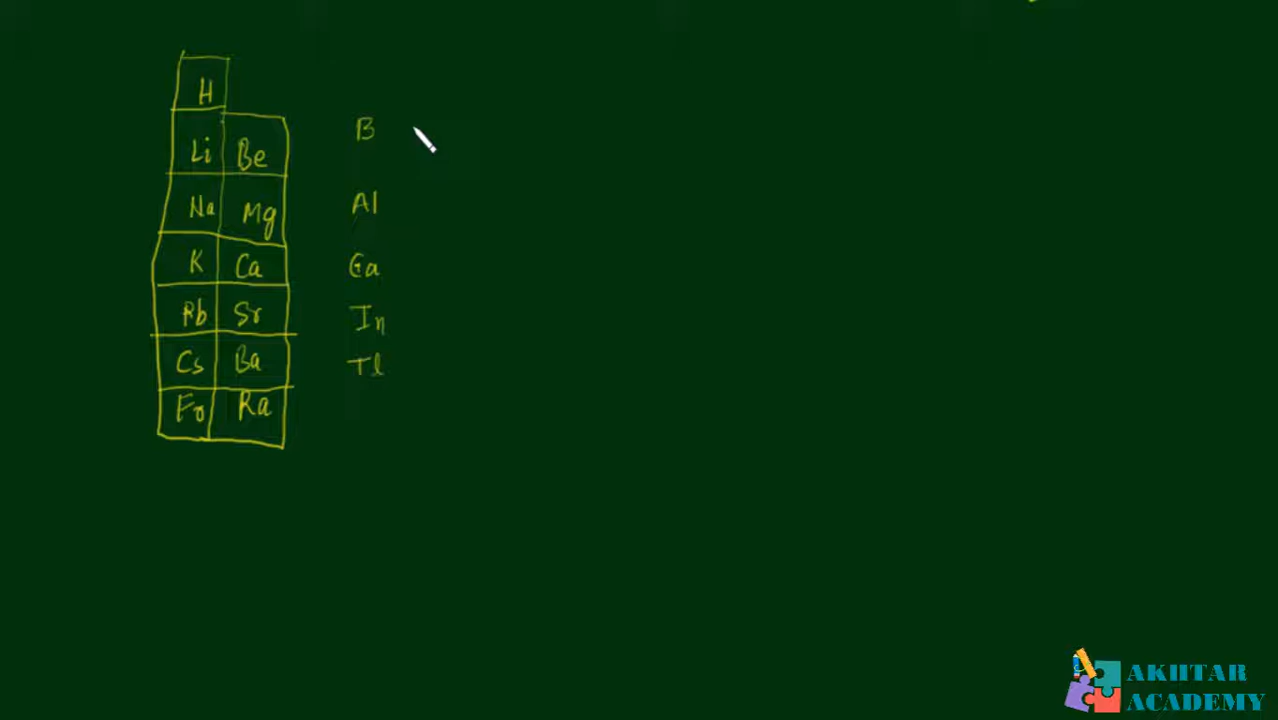 H
Li Be B
Na Mg Al
K Ca Ga
Rb Sr In
Cs Ba Tl
Fr Ra
AKHTAR
ACADEMY